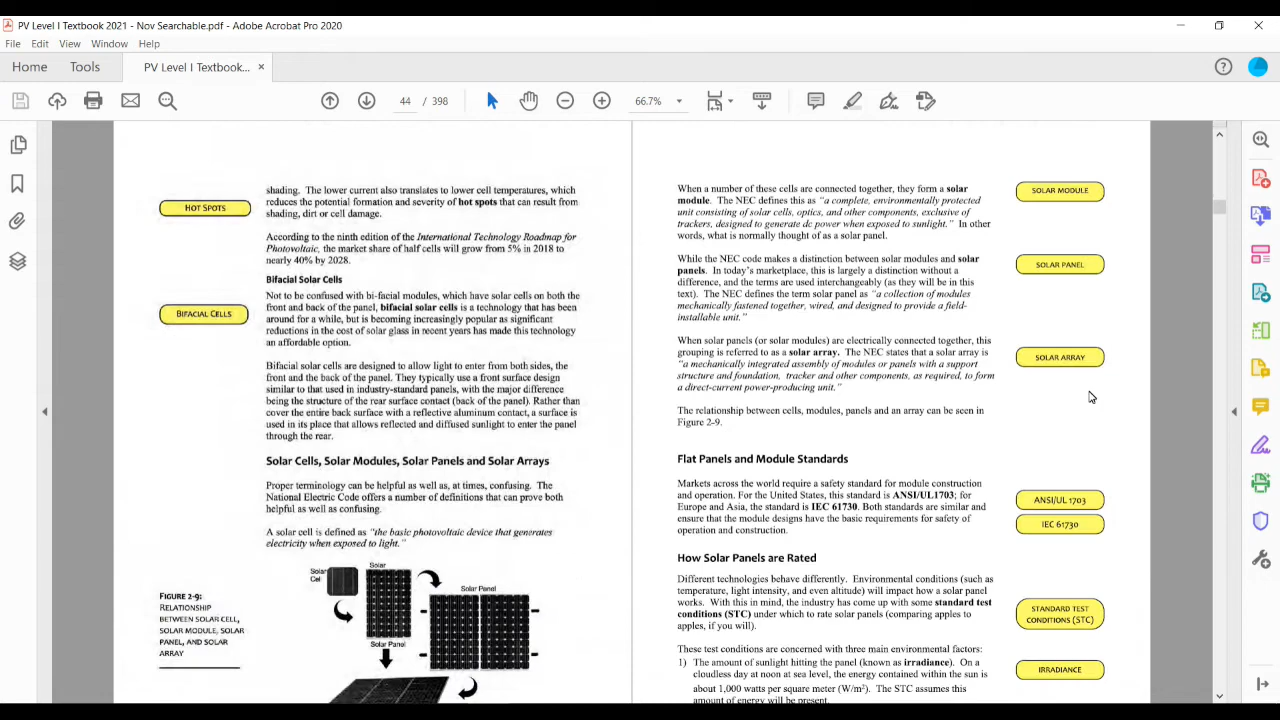 PV Level I Textbook 2021 - Nov Searchable.pdf - Adobe Acrobat Pro 2020
File Edit View Window Help
Home Tools PV Level I Textbook... ×
44 / 398 66.7%
HOT SPOTS
shading. The lower current also translates to lower cell temperatures, which
reduces the potential formation and severity of hot spots that can result from
shading, dirt or cell damage.
According to the ninth edition of the International Technology Roadmap for
Photovoltaic, the market share of half cells will grow from 5% in 2018 to
nearly 40% by 2028.
Bifacial Solar Cells
BIFACIAL CELLS
Not to be confused with bi-facial modules, which have solar cells on both the
front and back of the panel, bifacial solar cells is a technology that has been
around for a while, but is becoming increasingly popular as significant
reductions in the cost of solar glass in recent years has made this technology
an affordable option.
Bifacial solar cells are designed to allow light to enter from both sides, the
front and the back of the panel. They typically use a front surface design
similar to that used in industry-standard panels, with the major difference
being the structure of the rear surface contact (back of the panel). Rather than
cover the entire back surface with a reflective aluminum contact, a surface is
used in its place that allows reflected and diffused sunlight to enter the panel
through the rear.
Solar Cells, Solar Modules, Solar Panels and Solar Arrays
Proper terminology can be helpful as well as, at times, confusing. The
National Electric Code offers a number of definitions that can prove both
helpful as well as confusing.
A solar cell is defined as "the basic photovoltaic device that generates
electricity when exposed to light."
Solar
Cel
Solar
Solar Panel
Solar Panel
FIGURE 2-9:
RELATIONSHIP
BETWEEN SOLAR CELL,
SOLAR MODULE, SOLAR
PANEL, AND SOLAR
ARRAY
When a number of these cells are connected together, they form a solar
module. The NEC defines this as "a complete, environmentally protected
unit consisting of solar cells, optics, and other components, exclusive of
trackers, designed to generate dc power when exposed to sunlight." In other
words, what is normally thought of as a solar panel.
SOLAR MODULE
While the NEC code makes a distinction between solar modules and solar
panels. In today's marketplace, this is largely a distinction without a
difference, and the terms are used interchangeably (as they will be in this
text). The NEC defines the term solar panel as "a collection of modules
mechanically fastened together, wired, and designed to provide a field-
installable unit."
SOLAR PANEL
When solar panels (or solar modules) are electrically connected together, this
grouping is referred to as a solar array. The NEC states that a solar array is
"a mechanically integrated assembly of modules or panels with a support
structure and foundation, tracker and other components, as required, to form
a direct-current power-producing unit."
SOLAR ARRAY
The relationship between cells, modules, panels and an array can be seen in
Figure 2-9.
Flat Panels and Module Standards
Markets across the world require a safety standard for module construction
and operation. For the United States, this standard is ANSI/UL1703; for
Europe and Asia, the standard is IEC 61730. Both standards are similar and
ensure that the module designs have the basic requirements for safety of
operation and construction.
ANSI/UL 1703
IEC 61730
How Solar Panels are Rated
Different technologies behave differently. Environmental conditions (such as
temperature, light intensity, and even altitude) will impact how a solar panel
works. With this in mind, the industry has come up with some standard test
conditions (STC) under which to rate solar panels (comparing apples to
apples, if you will).
STANDARD TEST
CONDITIONS (STC)
These test conditions are concerned with three main environmental factors:
1) The amount of sunlight hitting the panel (known as irradiance). On a
cloudless day at noon at sea level, the energy contained within the sun is
about 1,000 watts per square meter (W/m²). The STC assumes this
amount of energy will be present.
IRRADIANCE